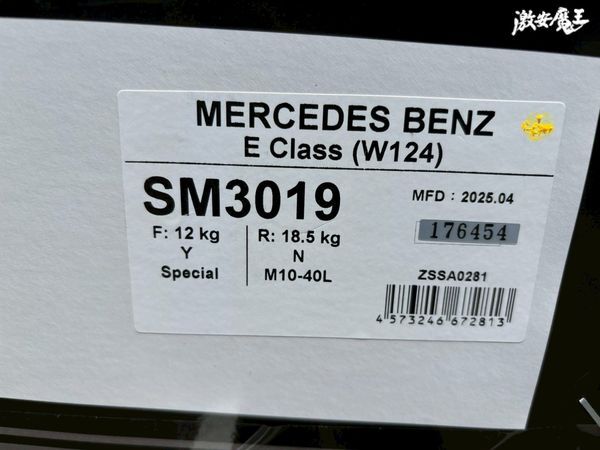 激安魔王
MERCEDES BENZ
E Class (W124)
SM3019
MFD : 2025.04
176454
F: 12 kg
R: 18.5 kg
Y
N
Special
M10-40L
ZSSA0281
4 573246 672813